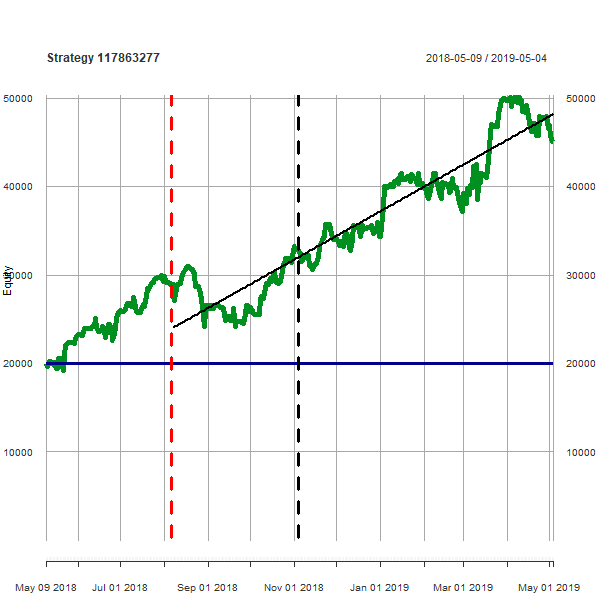 Strategy 117863277
2018-05-09 / 2019-05-04
50000 50000
40000 40000
30000 30000
20000 20000
10000 10000
Equity
May 09 2018 Jul 01 2018 Sep 01 2018 Nov 01 2018 Jan 01 2019 Mar 01 2019 May 01 2019